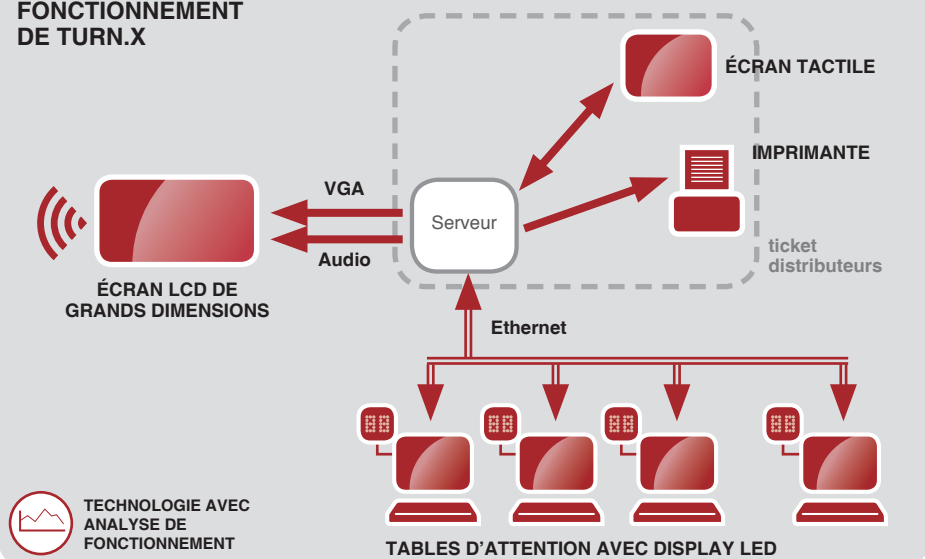 FONCTIONNEMENT
DE TURN.X
ÉCRAN TACTILE
IMPRIMANTE
VGA
Serveur
Audio
ticket
distributeurs
ÉCRAN LCD DE
GRANDS DIMENSIONS
Ethernet
TECHNOLOGIE AVEC
ANALYSE DE
FONCTIONNEMENT
TABLES D'ATTENTION AVEC DISPLAY LED